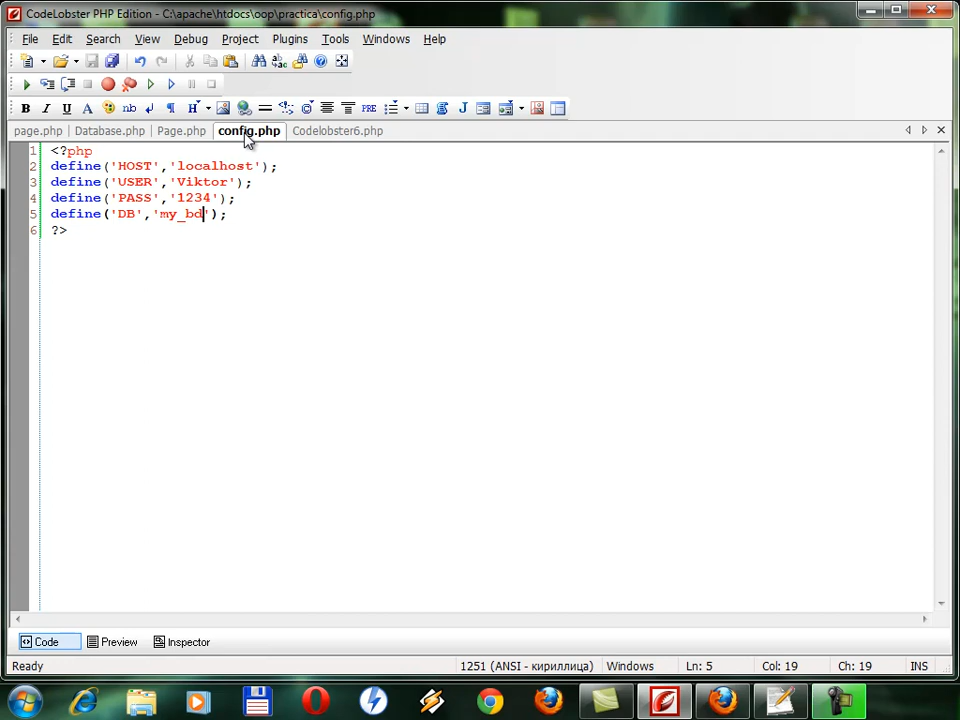 CodeLobster PHP Edition - C:\apache\htdocs\oop\practica\config.php
File Edit Search View Debug Project Plugins Tools Windows Help
B I U A nb ¶ H PRE J
page.php Database.php Page.php config.php Codelobster6.php
1 <?php
2 define('HOST','localhost');
3 define('USER','Viktor');
4 define('PASS','1234');
5 define('DB','my_bd');
6 ?>
Code Preview Inspector
Ready 1251 (ANSI - кириллица) Windows Ln: 5 Col: 19 Ch: 19 INS